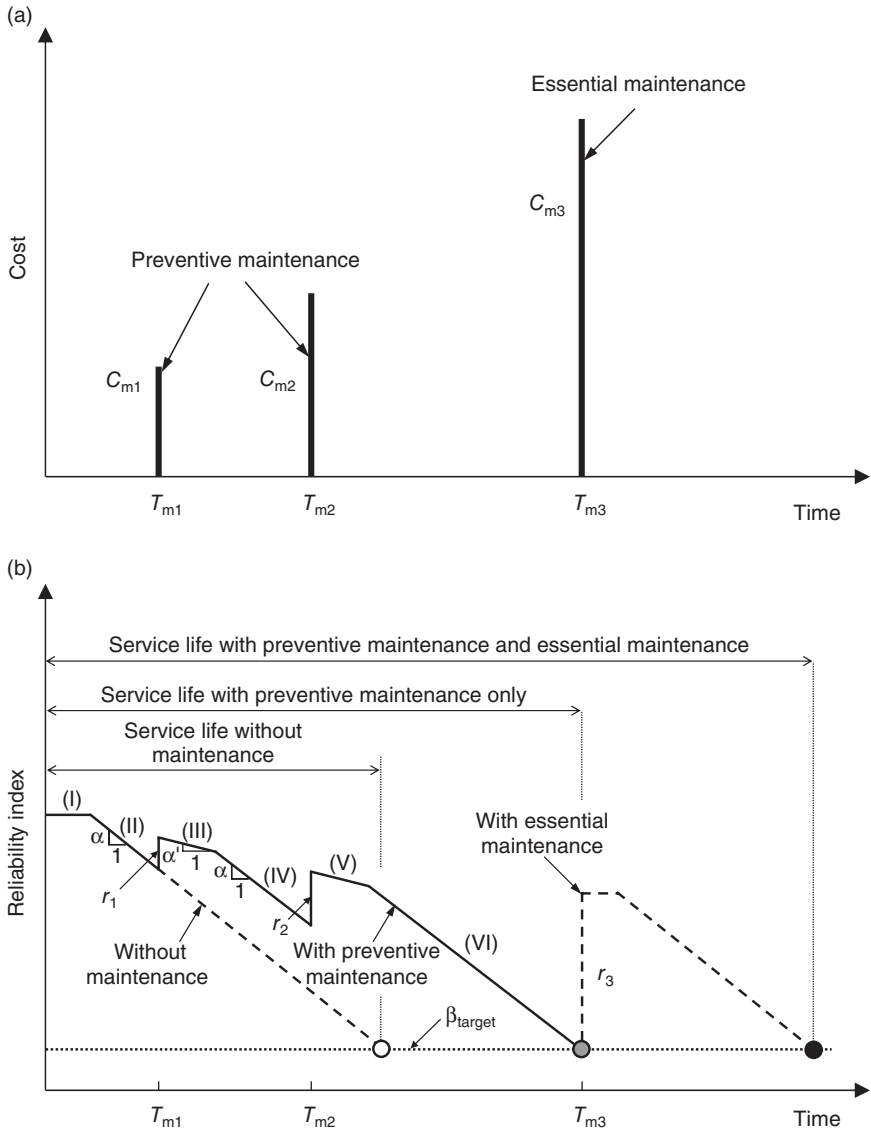 (a)
Essential maintenance
C_m3
Cost
Preventive maintenance
C_m1
C_m2
T_m1
T_m2
T_m3
Time
(b)
Service life with preventive maintenance and essential maintenance
Service life with preventive maintenance only
Service life without
maintenance
Reliability index
(I)
(II)
α
1
(III)
α'
1
α
1
(IV)
(V)
(VI)
r_1
r_2
r_3
With essential
maintenance
Without
maintenance
With preventive
maintenance
β_target
T_m1
T_m2
T_m3
Time